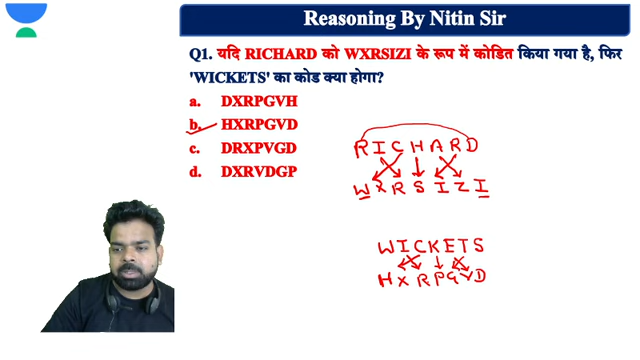 Reasoning By Nitin Sir
Q1. यदि RICHARD को WXRSIZI के रूप में कोडित किया गया है, फिर
'WICKETS' का कोड क्या होगा?
a. DXRPGVH
b. HXRPGVD
c. DRXPVGD
d. DXRVDGP
RICHARD
WXRSIZI
WICKETS
HXRPGVD